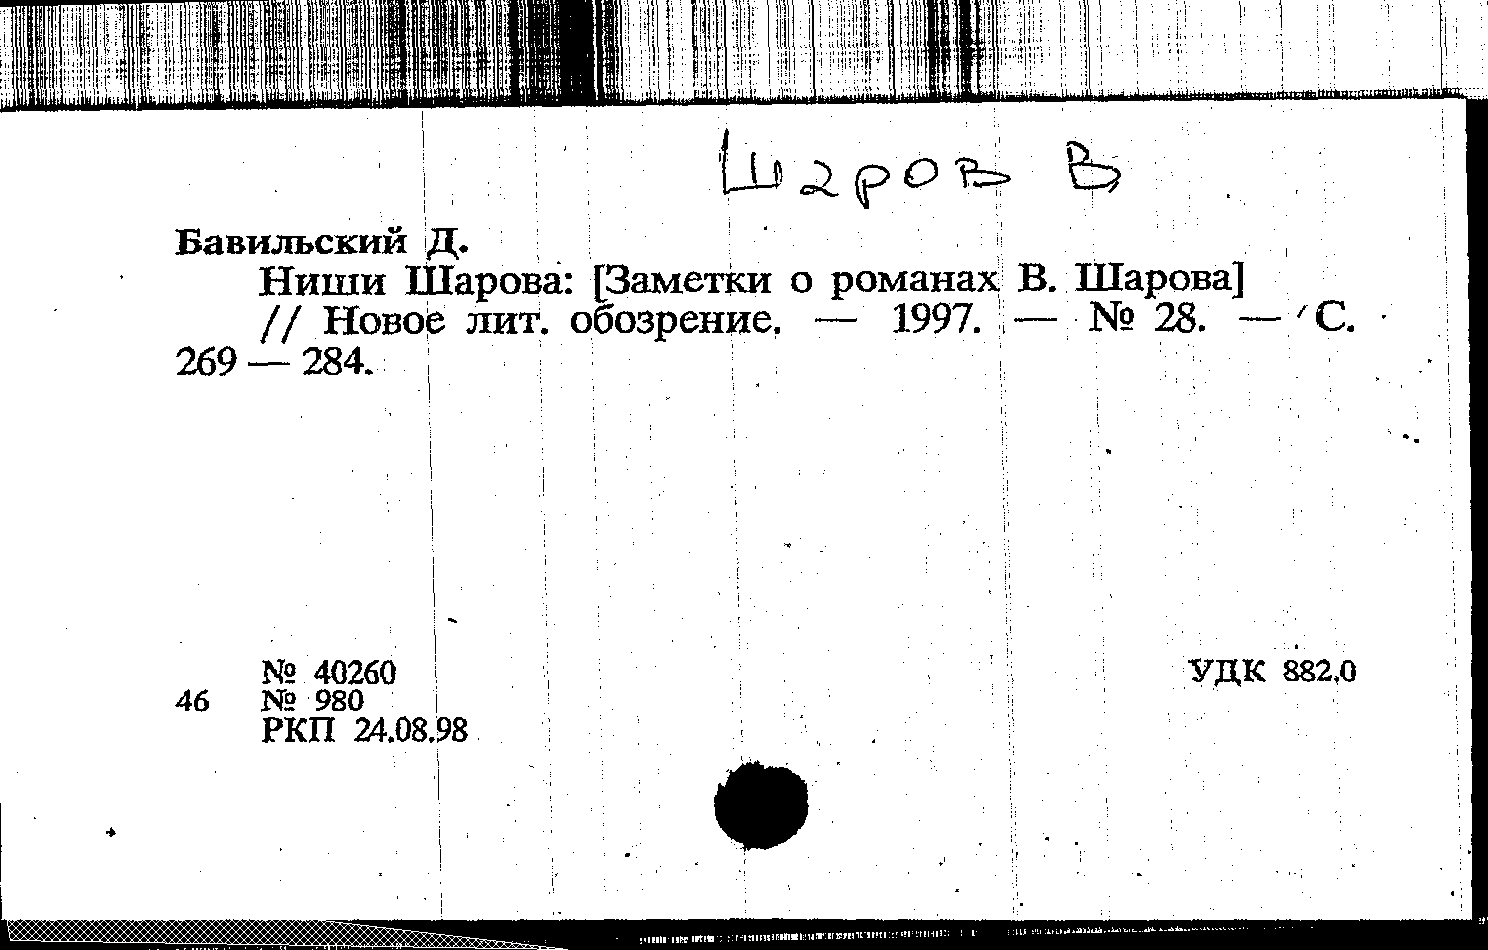 Шаров В
Бавильский Д.
Ниши Шарова: [Заметки о романах В. Шарова]
// Новое лит. обозрение. — 1997. — № 28. — С.
269 — 284.
№ 40260 УДК 882.0
46 № 980
РКП 24.08.98